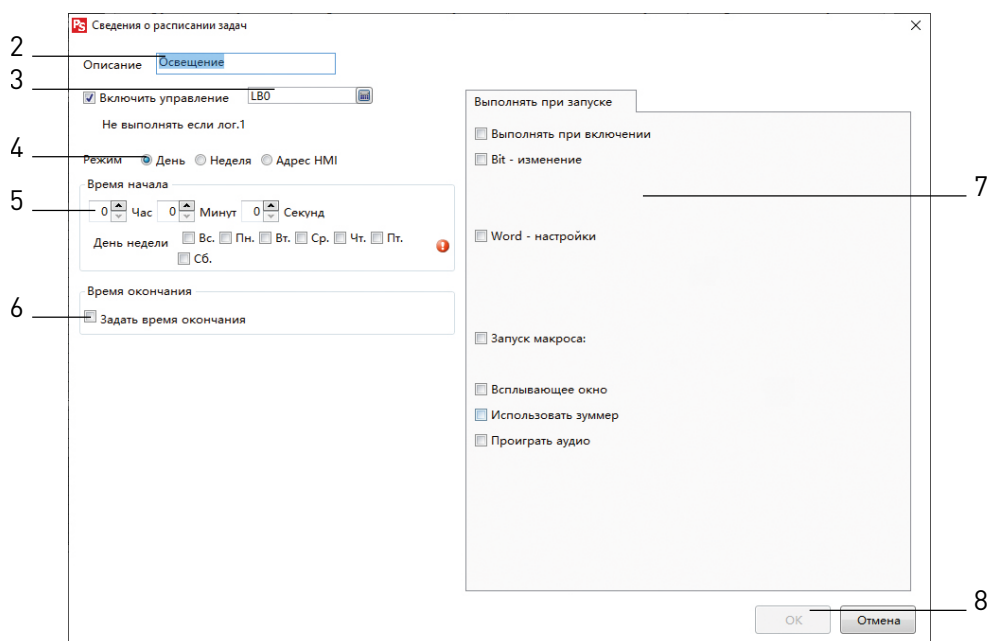 PS Сведения о расписании задач
2
Описание Освещение
3
Включить управление LB0
Не выполнять если лог.1
4
Режим День Неделя Адрес HMI
Время начала
5
0 Час 0 Минут 0 Секунд
День недели Вс. Пн. Вт. Ср. Чт. Пт.
Сб.
Время окончания
6
Задать время окончания
Выполнять при запуске
Выполнять при включении
Bit - изменение
7
Word - настройки
Запуск макроса:
Всплывающее окно
Использовать зуммер
Проиграть аудио
8
OK Отмена